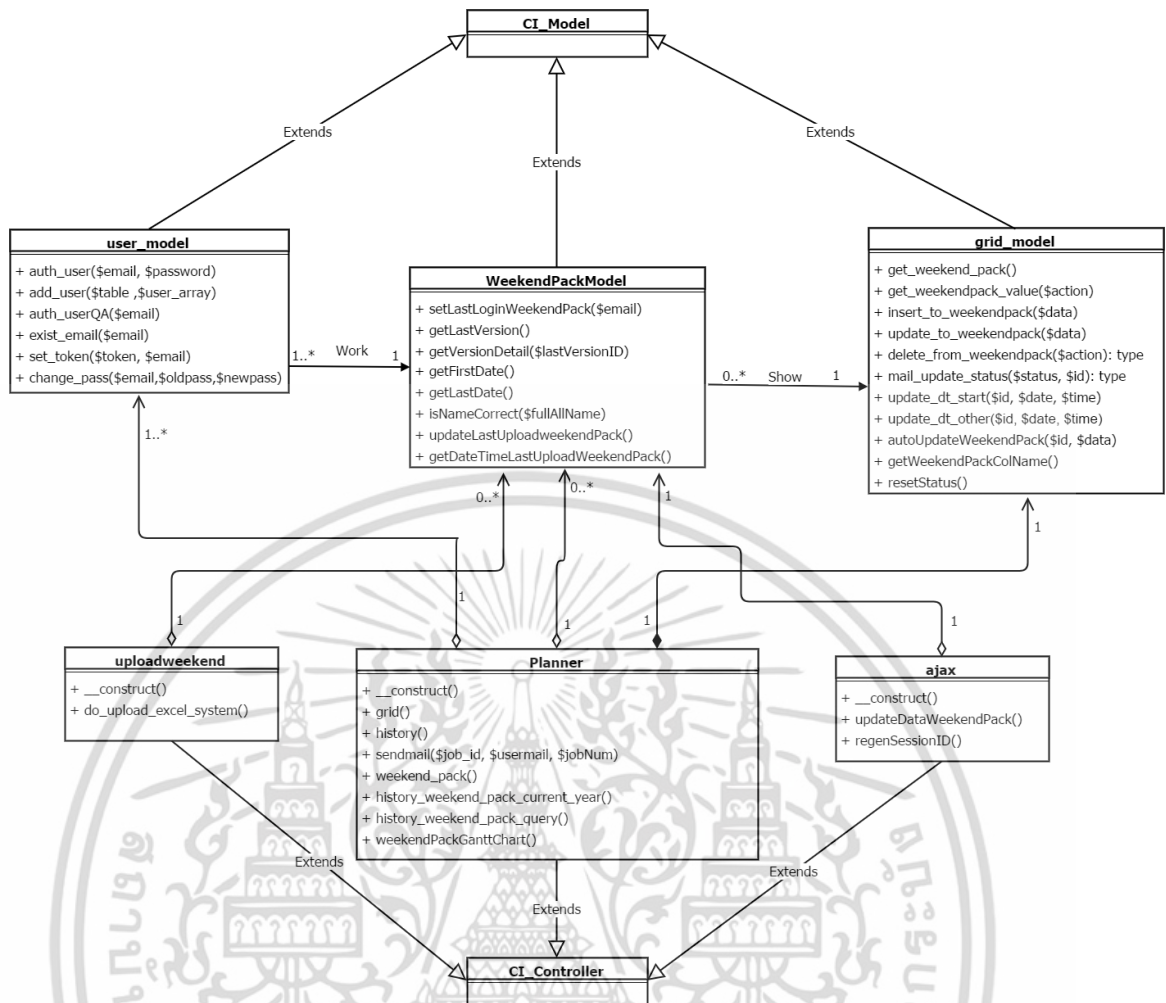 CI_Model
Extends
Extends
Extends
user_model
+ auth_user($email, $password)
+ add_user($table ,$user_array)
+ auth_userQA($email)
+ exist_email($email)
+ set_token($token, $email)
+ change_pass($email,$oldpass,$newpass)
1..* Work 1
WeekendPackModel
+ setLastLoginWeekendPack($email)
+ getLastVersion()
+ getVersionDetail($lastVersionID)
+ getFirstDate()
+ getLastDate()
+ isNameCorrect($fullAllName)
+ updateLastUploadweekendPack()
+ getDateTimeLastUploadWeekendPack()
0..* Show 1
grid_model
+ get_weekend_pack()
+ get_weekendpack_value($action)
+ insert_to_weekendpack($data)
+ update_to_weekendpack($data)
+ delete_from_weekendpack($action): type
+ mail_update_status($status, $id): type
+ update_dt_start($id, $date, $time)
+ update_dt_other($id, $date, $time)
+ autoUpdateWeekendPack($id, $data)
+ getWeekendPackColName()
+ resetStatus()
1..*
0..*
0..*
1
1
1
1
1
1
1
uploadweekend
+ __construct()
+ do_upload_excel_system()
Planner
+ __construct()
+ grid()
+ history()
+ sendmail($job_id, $usermail, $jobNum)
+ weekend_pack()
+ history_weekend_pack_current_year()
+ history_weekend_pack_query()
+ weekendPackGanttChart()
ajax
+ __construct()
+ updateDataWeekendPack()
+ regenSessionID()
Extends
Extends
Extends
CI_Controller